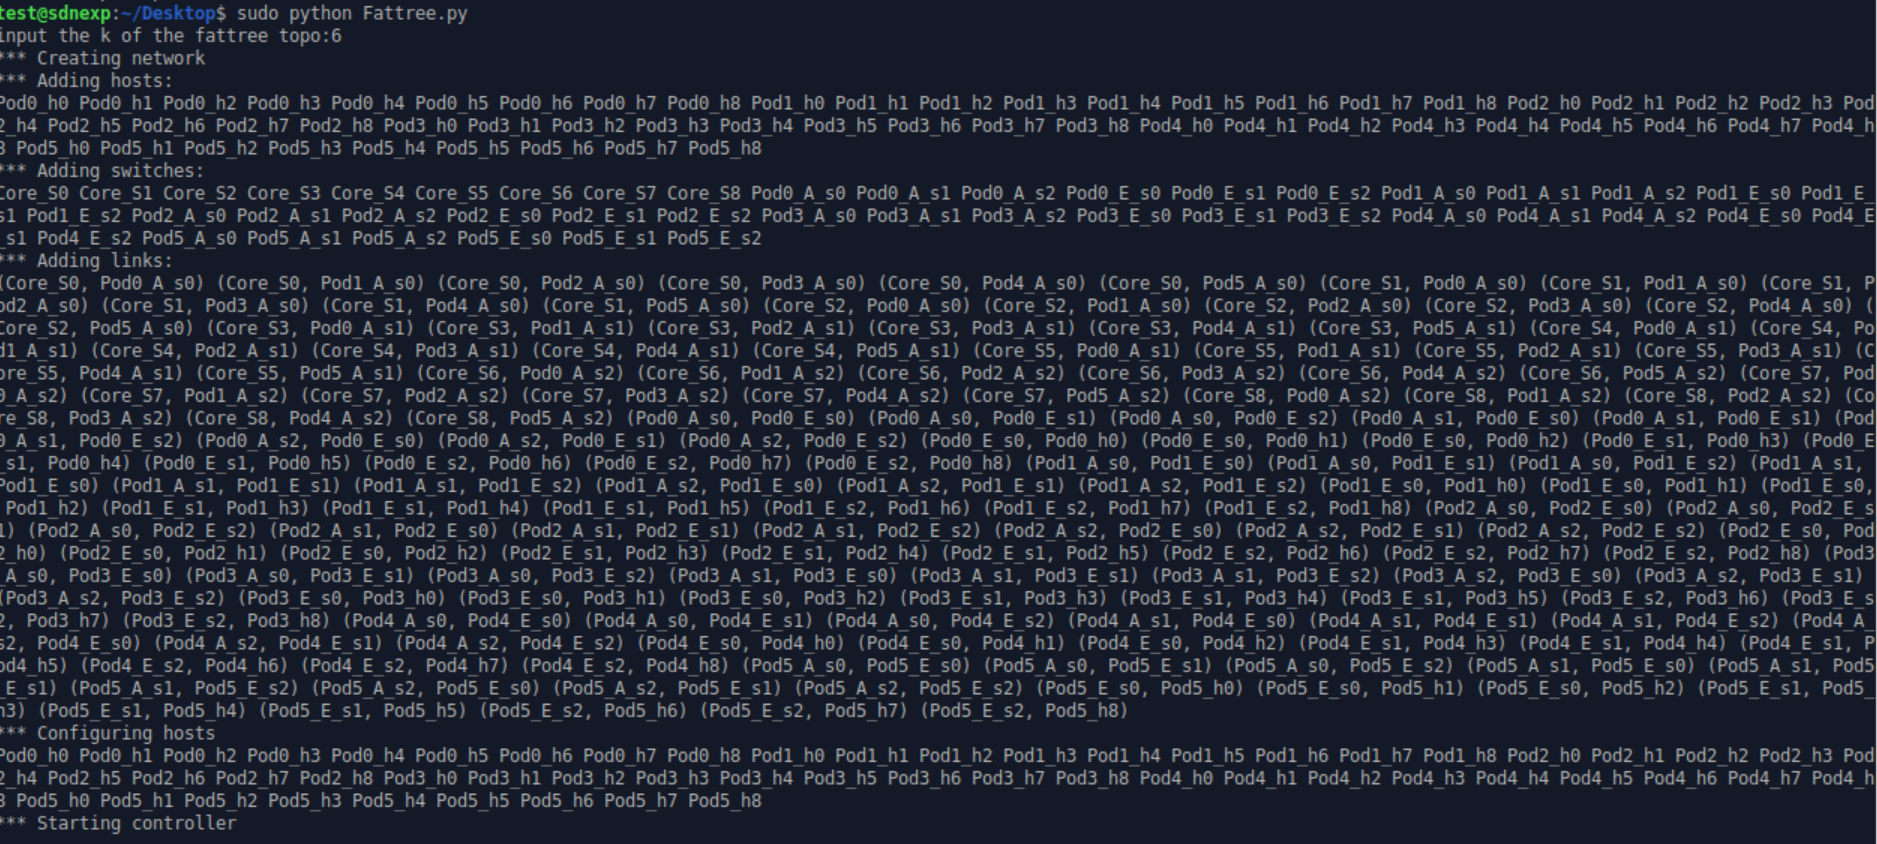 test@sdnexp:~/Desktop$ sudo python Fattree.py
input the k of the fattree topo:6
*** Creating network
*** Adding hosts:
Pod0_h0 Pod0_h1 Pod0_h2 Pod0_h3 Pod0_h4 Pod0_h5 Pod0_h6 Pod0_h7 Pod0_h8 Pod1_h0 Pod1_h1 Pod1_h2 Pod1_h3 Pod1_h4 Pod1_h5 Pod1_h6 Pod1_h7 Pod1_h8 Pod2_h0 Pod2_h1 Pod2_h2 Pod2_h3 Pod
2_h4 Pod2_h5 Pod2_h6 Pod2_h7 Pod2_h8 Pod3_h0 Pod3_h1 Pod3_h2 Pod3_h3 Pod3_h4 Pod3_h5 Pod3_h6 Pod3_h7 Pod3_h8 Pod4_h0 Pod4_h1 Pod4_h2 Pod4_h3 Pod4_h4 Pod4_h5 Pod4_h6 Pod4_h7 Pod4_h
8 Pod5_h0 Pod5_h1 Pod5_h2 Pod5_h3 Pod5_h4 Pod5_h5 Pod5_h6 Pod5_h7 Pod5_h8
*** Adding switches:
Core_S0 Core_S1 Core_S2 Core_S3 Core_S4 Core_S5 Core_S6 Core_S7 Core_S8 Pod0_A_s0 Pod0_A_s1 Pod0_A_s2 Pod0_E_s0 Pod0_E_s1 Pod0_E_s2 Pod1_A_s0 Pod1_A_s1 Pod1_A_s2 Pod1_E_s0 Pod1_E_
s1 Pod1_E_s2 Pod2_A_s0 Pod2_A_s1 Pod2_A_s2 Pod2_E_s0 Pod2_E_s1 Pod2_E_s2 Pod3_A_s0 Pod3_A_s1 Pod3_A_s2 Pod3_E_s0 Pod3_E_s1 Pod3_E_s2 Pod4_A_s0 Pod4_A_s1 Pod4_A_s2 Pod4_E_s0 Pod4_E
_s1 Pod4_E_s2 Pod5_A_s0 Pod5_A_s1 Pod5_A_s2 Pod5_E_s0 Pod5_E_s1 Pod5_E_s2
*** Adding links:
(Core_S0, Pod0_A_s0) (Core_S0, Pod1_A_s0) (Core_S0, Pod2_A_s0) (Core_S0, Pod3_A_s0) (Core_S0, Pod4_A_s0) (Core_S0, Pod5_A_s0) (Core_S1, Pod0_A_s0) (Core_S1, Pod1_A_s0) (Core_S1, P
od2_A_s0) (Core_S1, Pod3_A_s0) (Core_S1, Pod4_A_s0) (Core_S1, Pod5_A_s0) (Core_S2, Pod0_A_s0) (Core_S2, Pod1_A_s0) (Core_S2, Pod2_A_s0) (Core_S2, Pod3_A_s0) (Core_S2, Pod4_A_s0) (
Core_S2, Pod5_A_s0) (Core_S3, Pod0_A_s1) (Core_S3, Pod1_A_s1) (Core_S3, Pod2_A_s1) (Core_S3, Pod3_A_s1) (Core_S3, Pod4_A_s1) (Core_S3, Pod5_A_s1) (Core_S4, Pod0_A_s1) (Core_S4, Po
d1_A_s1) (Core_S4, Pod2_A_s1) (Core_S4, Pod3_A_s1) (Core_S4, Pod4_A_s1) (Core_S4, Pod5_A_s1) (Core_S5, Pod0_A_s1) (Core_S5, Pod1_A_s1) (Core_S5, Pod2_A_s1) (Core_S5, Pod3_A_s1) (C
ore_S5, Pod4_A_s1) (Core_S5, Pod5_A_s1) (Core_S6, Pod0_A_s2) (Core_S6, Pod1_A_s2) (Core_S6, Pod2_A_s2) (Core_S6, Pod3_A_s2) (Core_S6, Pod4_A_s2) (Core_S6, Pod5_A_s2) (Core_S7, Pod
0_A_s2) (Core_S7, Pod1_A_s2) (Core_S7, Pod2_A_s2) (Core_S7, Pod3_A_s2) (Core_S7, Pod4_A_s2) (Core_S7, Pod5_A_s2) (Core_S8, Pod0_A_s2) (Core_S8, Pod1_A_s2) (Core_S8, Pod2_A_s2) (Co
re_S8, Pod3_A_s2) (Core_S8, Pod4_A_s2) (Core_S8, Pod5_A_s2) (Pod0_A_s0, Pod0_E_s0) (Pod0_A_s0, Pod0_E_s1) (Pod0_A_s0, Pod0_E_s2) (Pod0_A_s1, Pod0_E_s0) (Pod0_A_s1, Pod0_E_s1) (Pod
0_A_s1, Pod0_E_s2) (Pod0_A_s2, Pod0_E_s0) (Pod0_A_s2, Pod0_E_s1) (Pod0_A_s2, Pod0_E_s2) (Pod0_E_s0, Pod0_h0) (Pod0_E_s0, Pod0_h1) (Pod0_E_s0, Pod0_h2) (Pod0_E_s1, Pod0_h3) (Pod0_E
_s1, Pod0_h4) (Pod0_E_s1, Pod0_h5) (Pod0_E_s2, Pod0_h6) (Pod0_E_s2, Pod0_h7) (Pod0_E_s2, Pod0_h8) (Pod1_A_s0, Pod1_E_s0) (Pod1_A_s0, Pod1_E_s1) (Pod1_A_s0, Pod1_E_s2) (Pod1_A_s1,
Pod1_E_s0) (Pod1_A_s1, Pod1_E_s1) (Pod1_A_s1, Pod1_E_s2) (Pod1_A_s2, Pod1_E_s0) (Pod1_A_s2, Pod1_E_s1) (Pod1_A_s2, Pod1_E_s2) (Pod1_E_s0, Pod1_h0) (Pod1_E_s0, Pod1_h1) (Pod1_E_s0,
Pod1_h2) (Pod1_E_s1, Pod1_h3) (Pod1_E_s1, Pod1_h4) (Pod1_E_s1, Pod1_h5) (Pod1_E_s2, Pod1_h6) (Pod1_E_s2, Pod1_h7) (Pod1_E_s2, Pod1_h8) (Pod2_A_s0, Pod2_E_s0) (Pod2_A_s0, Pod2_E_s
1) (Pod2_A_s0, Pod2_E_s2) (Pod2_A_s1, Pod2_E_s0) (Pod2_A_s1, Pod2_E_s1) (Pod2_A_s1, Pod2_E_s2) (Pod2_A_s2, Pod2_E_s0) (Pod2_A_s2, Pod2_E_s1) (Pod2_A_s2, Pod2_E_s2) (Pod2_E_s0, Pod
2_h0) (Pod2_E_s0, Pod2_h1) (Pod2_E_s0, Pod2_h2) (Pod2_E_s1, Pod2_h3) (Pod2_E_s1, Pod2_h4) (Pod2_E_s1, Pod2_h5) (Pod2_E_s2, Pod2_h6) (Pod2_E_s2, Pod2_h7) (Pod2_E_s2, Pod2_h8) (Pod3
_A_s0, Pod3_E_s0) (Pod3_A_s0, Pod3_E_s1) (Pod3_A_s0, Pod3_E_s2) (Pod3_A_s1, Pod3_E_s0) (Pod3_A_s1, Pod3_E_s1) (Pod3_A_s1, Pod3_E_s2) (Pod3_A_s2, Pod3_E_s0) (Pod3_A_s2, Pod3_E_s1)
(Pod3_A_s2, Pod3_E_s2) (Pod3_E_s0, Pod3_h0) (Pod3_E_s0, Pod3_h1) (Pod3_E_s0, Pod3_h2) (Pod3_E_s1, Pod3_h3) (Pod3_E_s1, Pod3_h4) (Pod3_E_s1, Pod3_h5) (Pod3_E_s2, Pod3_h6) (Pod3_E_s
2, Pod3_h7) (Pod3_E_s2, Pod3_h8) (Pod4_A_s0, Pod4_E_s0) (Pod4_A_s0, Pod4_E_s1) (Pod4_A_s0, Pod4_E_s2) (Pod4_A_s1, Pod4_E_s0) (Pod4_A_s1, Pod4_E_s1) (Pod4_A_s1, Pod4_E_s2) (Pod4_A_
s2, Pod4_E_s0) (Pod4_A_s2, Pod4_E_s1) (Pod4_A_s2, Pod4_E_s2) (Pod4_E_s0, Pod4_h0) (Pod4_E_s0, Pod4_h1) (Pod4_E_s0, Pod4_h2) (Pod4_E_s1, Pod4_h3) (Pod4_E_s1, Pod4_h4) (Pod4_E_s1, P
od4_h5) (Pod4_E_s2, Pod4_h6) (Pod4_E_s2, Pod4_h7) (Pod4_E_s2, Pod4_h8) (Pod5_A_s0, Pod5_E_s0) (Pod5_A_s0, Pod5_E_s1) (Pod5_A_s0, Pod5_E_s2) (Pod5_A_s1, Pod5_E_s0) (Pod5_A_s1, Pod5
_E_s1) (Pod5_A_s1, Pod5_E_s2) (Pod5_A_s2, Pod5_E_s0) (Pod5_A_s2, Pod5_E_s1) (Pod5_A_s2, Pod5_E_s2) (Pod5_E_s0, Pod5_h0) (Pod5_E_s0, Pod5_h1) (Pod5_E_s0, Pod5_h2) (Pod5_E_s1, Pod5_
h3) (Pod5_E_s1, Pod5_h4) (Pod5_E_s1, Pod5_h5) (Pod5_E_s2, Pod5_h6) (Pod5_E_s2, Pod5_h7) (Pod5_E_s2, Pod5_h8)
*** Configuring hosts
Pod0_h0 Pod0_h1 Pod0_h2 Pod0_h3 Pod0_h4 Pod0_h5 Pod0_h6 Pod0_h7 Pod0_h8 Pod1_h0 Pod1_h1 Pod1_h2 Pod1_h3 Pod1_h4 Pod1_h5 Pod1_h6 Pod1_h7 Pod1_h8 Pod2_h0 Pod2_h1 Pod2_h2 Pod2_h3 Pod
2_h4 Pod2_h5 Pod2_h6 Pod2_h7 Pod2_h8 Pod3_h0 Pod3_h1 Pod3_h2 Pod3_h3 Pod3_h4 Pod3_h5 Pod3_h6 Pod3_h7 Pod3_h8 Pod4_h0 Pod4_h1 Pod4_h2 Pod4_h3 Pod4_h4 Pod4_h5 Pod4_h6 Pod4_h7 Pod4_h
8 Pod5_h0 Pod5_h1 Pod5_h2 Pod5_h3 Pod5_h4 Pod5_h5 Pod5_h6 Pod5_h7 Pod5_h8
*** Starting controller